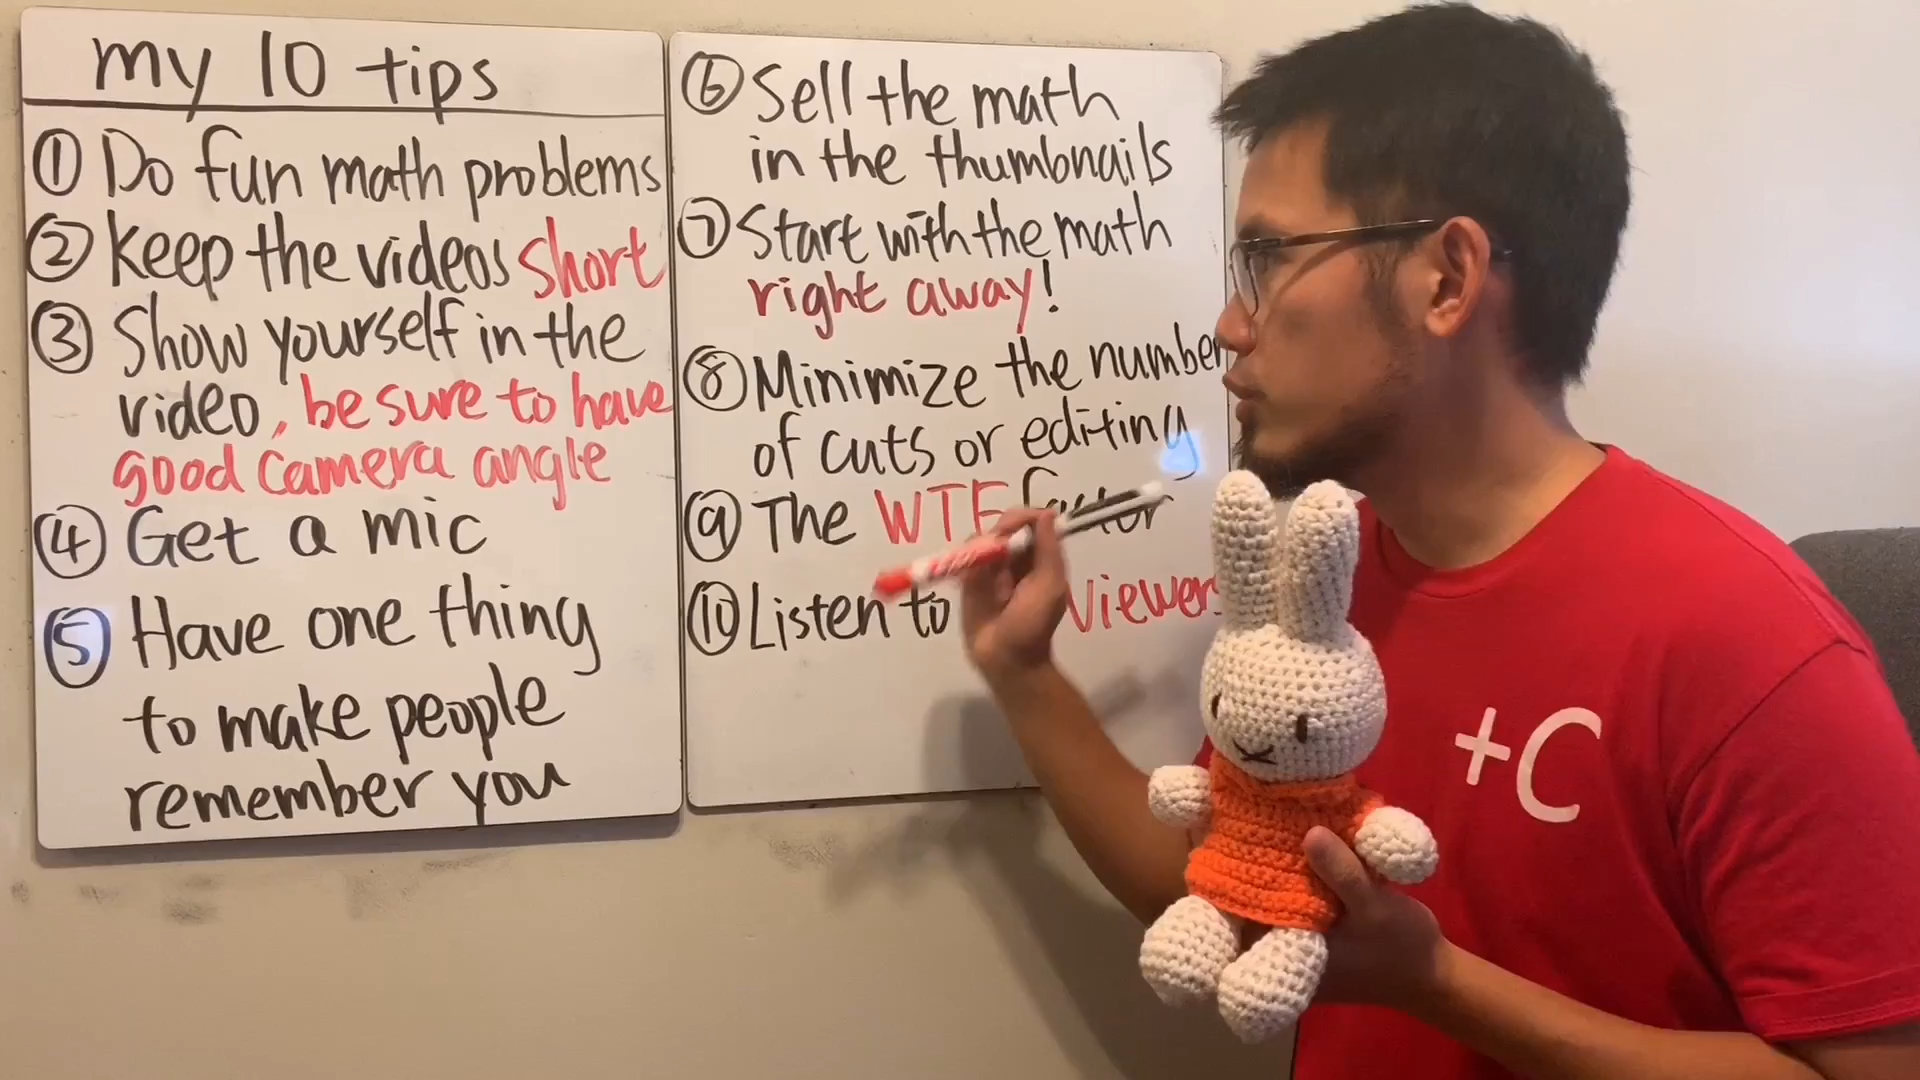 my 10 tips
① Do fun math problems
② Keep the videos short
③ Show yourself in the
video, be sure to have
good camera angle
④ Get a mic
⑤ Have one thing
to make people
remember you
⑥ Sell the math
in the thumbnails
⑦ Start with the math
right away!
⑧ Minimize the number
of cuts or editing
⑨ The WTF factor
⑩ Listen to viewers
+C